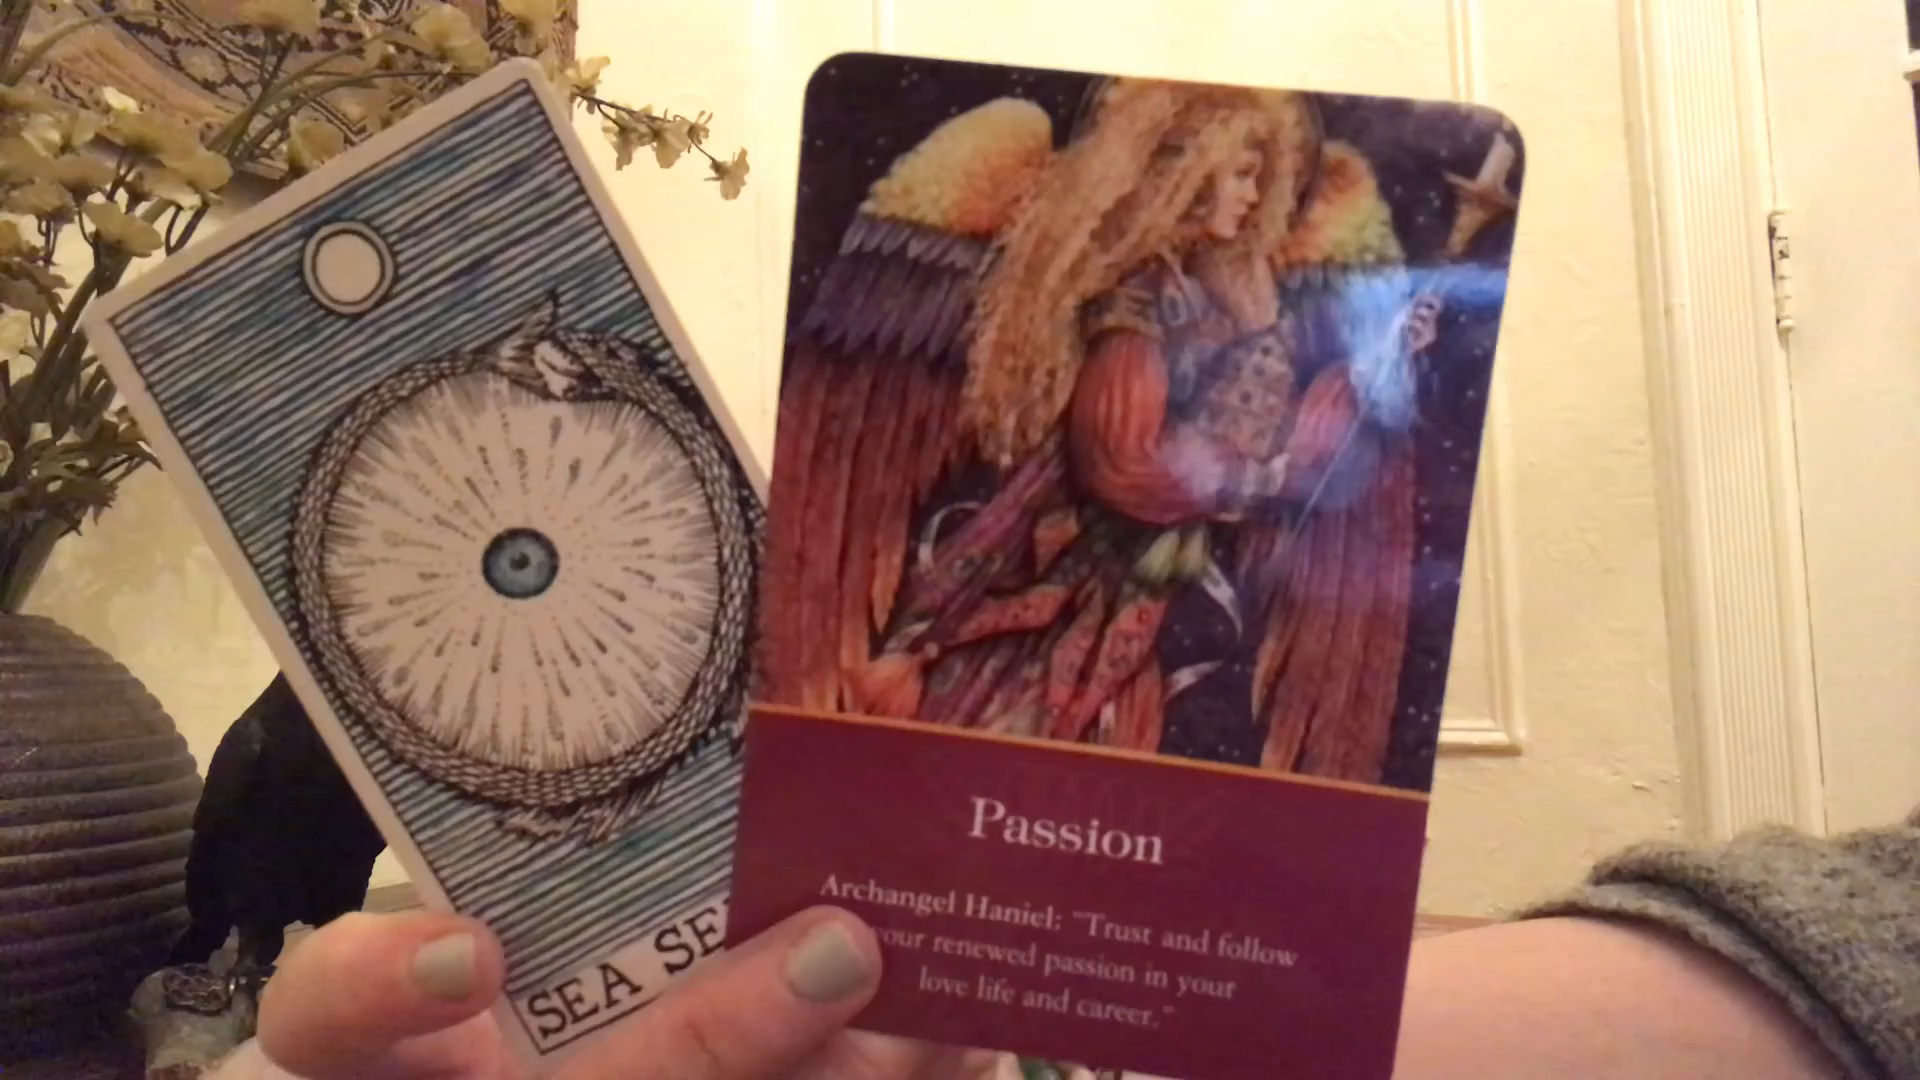 SEA SE
Passion
Archangel Haniel: "Trust and follow
your renewed passion in your
love life and career."